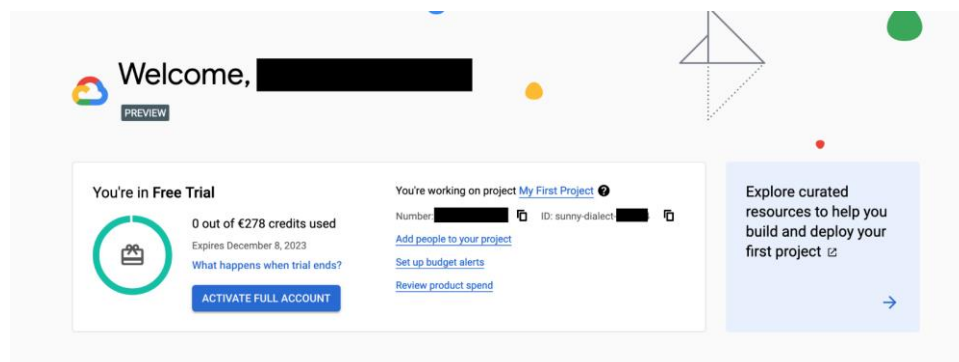 Welcome,
PREVIEW
You're in Free Trial
0 out of €278 credits used
Expires December 8, 2023
What happens when trial ends?
ACTIVATE FULL ACCOUNT
You're working on project My First Project
Number: ID: sunny-dialect-
Add people to your project
Set up budget alerts
Review product spend
Explore curated
resources to help you
build and deploy your
first project